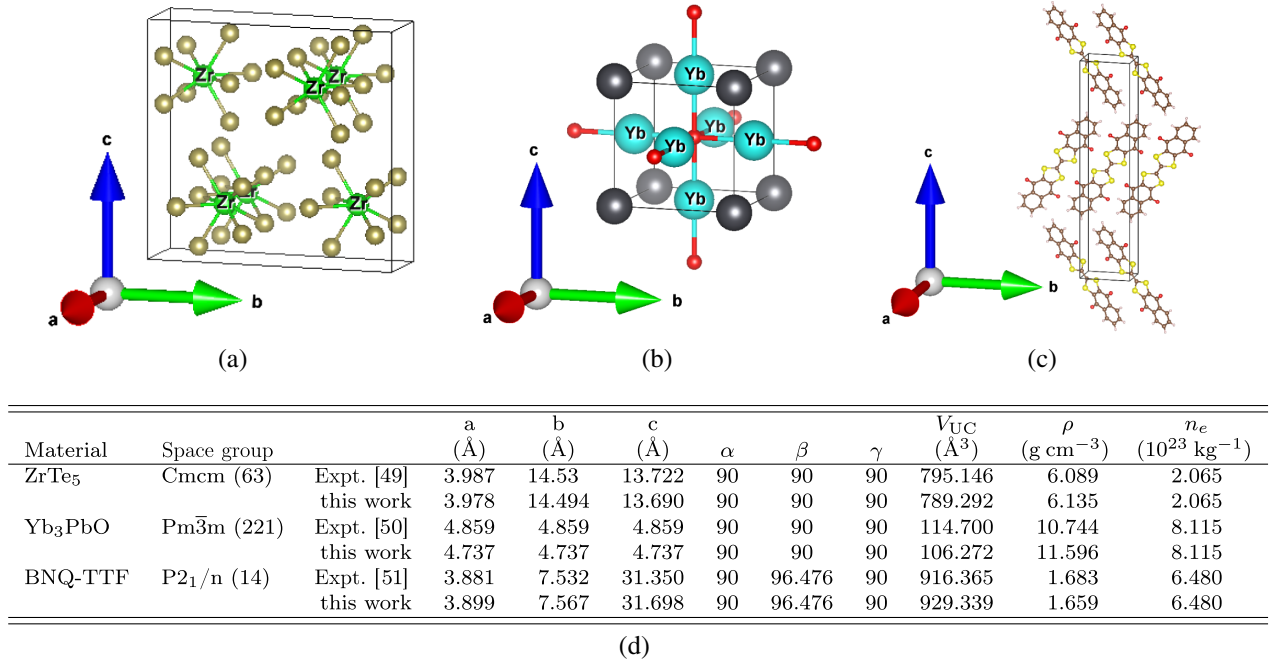 Zr
Zr
Zr
Zr
Zr
c
b
a
(a)
Yb
Yb
Yb
Yb
Yb
Yb
c
b
a
(b)
c
b
a
(c)
a b c V_UC ρ n_e
Material Space group (Å) (Å) (Å) α β γ (Å³) (g cm⁻³) (10²³ kg⁻¹)
ZrTe₅ Cmcm (63) Expt. [49] 3.987 14.53 13.722 90 90 90 795.146 6.089 2.065
this work 3.978 14.494 13.690 90 90 90 789.292 6.135 2.065
Yb₃PbO Pm3̅m (221) Expt. [50] 4.859 4.859 4.859 90 90 90 114.700 10.744 8.115
this work 4.737 4.737 4.737 90 90 90 106.272 11.596 8.115
BNQ-TTF P2₁/n (14) Expt. [51] 3.881 7.532 31.350 90 96.476 90 916.365 1.683 6.480
this work 3.899 7.567 31.698 90 96.476 90 929.339 1.659 6.480
(d)